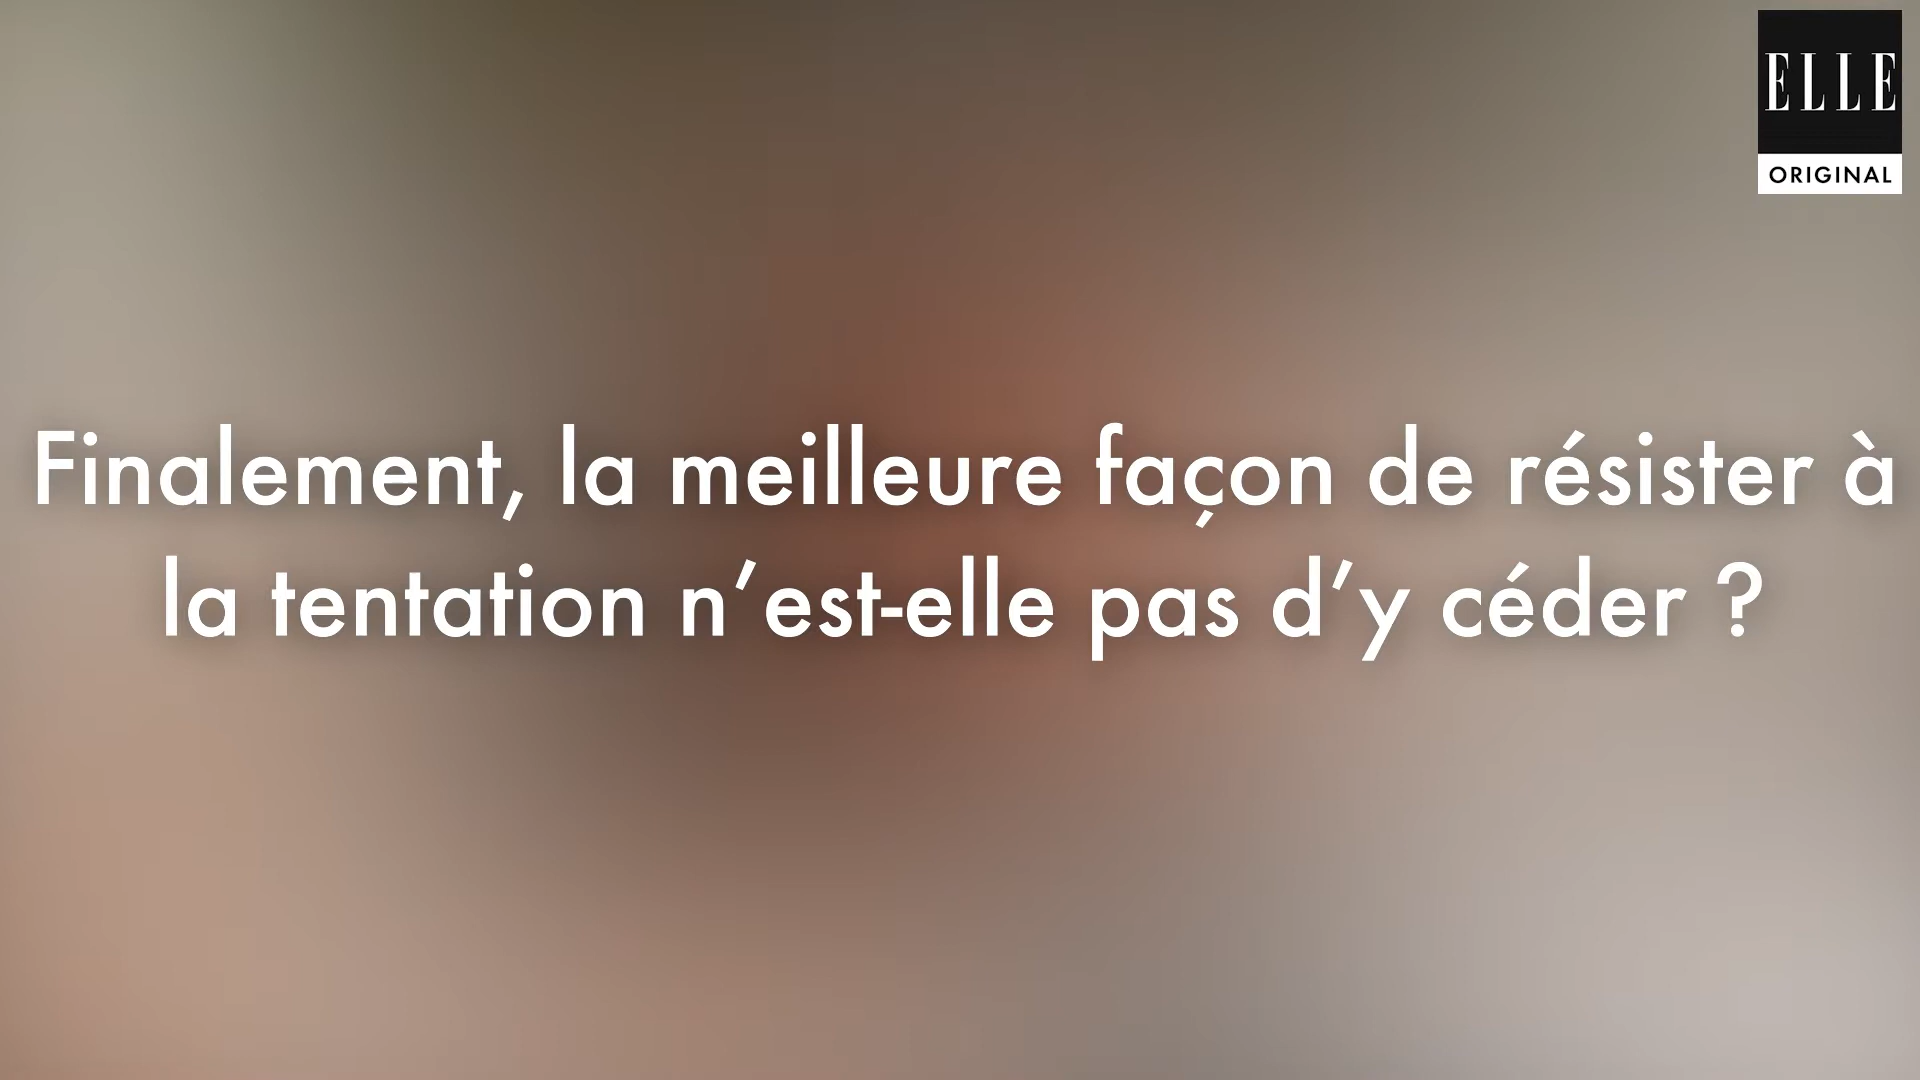 ELLE
ORIGINAL
Finalement, la meilleure façon de résister à
la tentation n’est-elle pas d’y céder ?